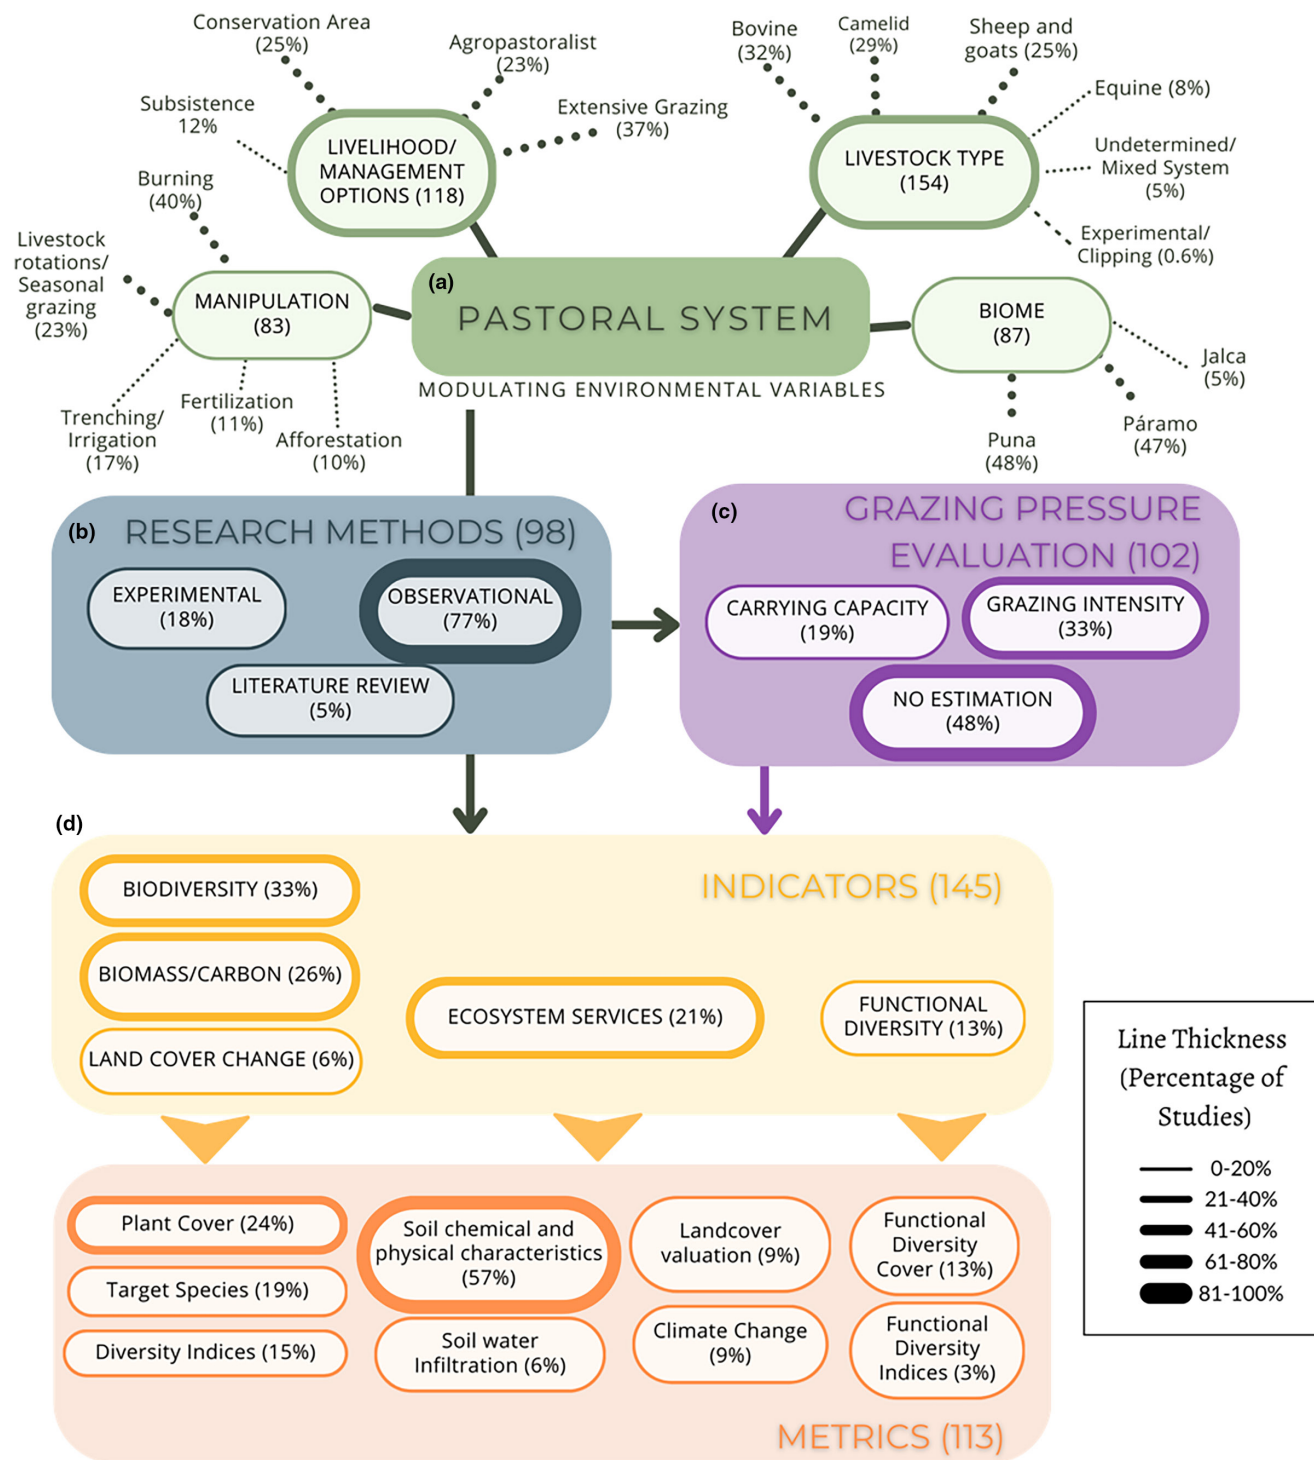 Conservation Area
(25%)
Agropastoralist
(23%)
Subsistence
12%
Extensive Grazing
(37%)
LIVELIHOOD/
MANAGEMENT
OPTIONS (118)
Bovine
(32%)
Camelid
(29%)
Sheep and
goats (25%)
Equine (8%)
Undetermined/
Mixed System
(5%)
Experimental/
Clipping (0.6%)
LIVESTOCK TYPE
(154)
Burning
(40%)
Livestock
rotations/
Seasonal
grazing
(23%)
MANIPULATION
(83)
Trenching/
Irrigation
(17%)
Fertilization
(11%)
Afforestation
(10%)
(a)
PASTORAL SYSTEM
MODULATING ENVIRONMENTAL VARIABLES
BIOME
(87)
Jalca
(5%)
Páramo
(47%)
Puna
(48%)
(b)
RESEARCH METHODS (98)
EXPERIMENTAL
(18%)
OBSERVATIONAL
(77%)
LITERATURE REVIEW
(5%)
(c)
GRAZING PRESSURE
EVALUATION (102)
CARRYING CAPACITY
(19%)
GRAZING INTENSITY
(33%)
NO ESTIMATION
(48%)
(d)
INDICATORS (145)
BIODIVERSITY (33%)
BIOMASS/CARBON (26%)
LAND COVER CHANGE (6%)
ECOSYSTEM SERVICES (21%)
FUNCTIONAL
DIVERSITY (13%)
Plant Cover (24%)
Target Species (19%)
Diversity Indices (15%)
Soil chemical and
physical characteristics
(57%)
Soil water
Infiltration (6%)
Landcover
valuation (9%)
Climate Change
(9%)
Functional
Diversity
Cover (13%)
Functional
Diversity
Indices (3%)
METRICS (113)
Line Thickness
(Percentage of
Studies)
0-20%
21-40%
41-60%
61-80%
81-100%